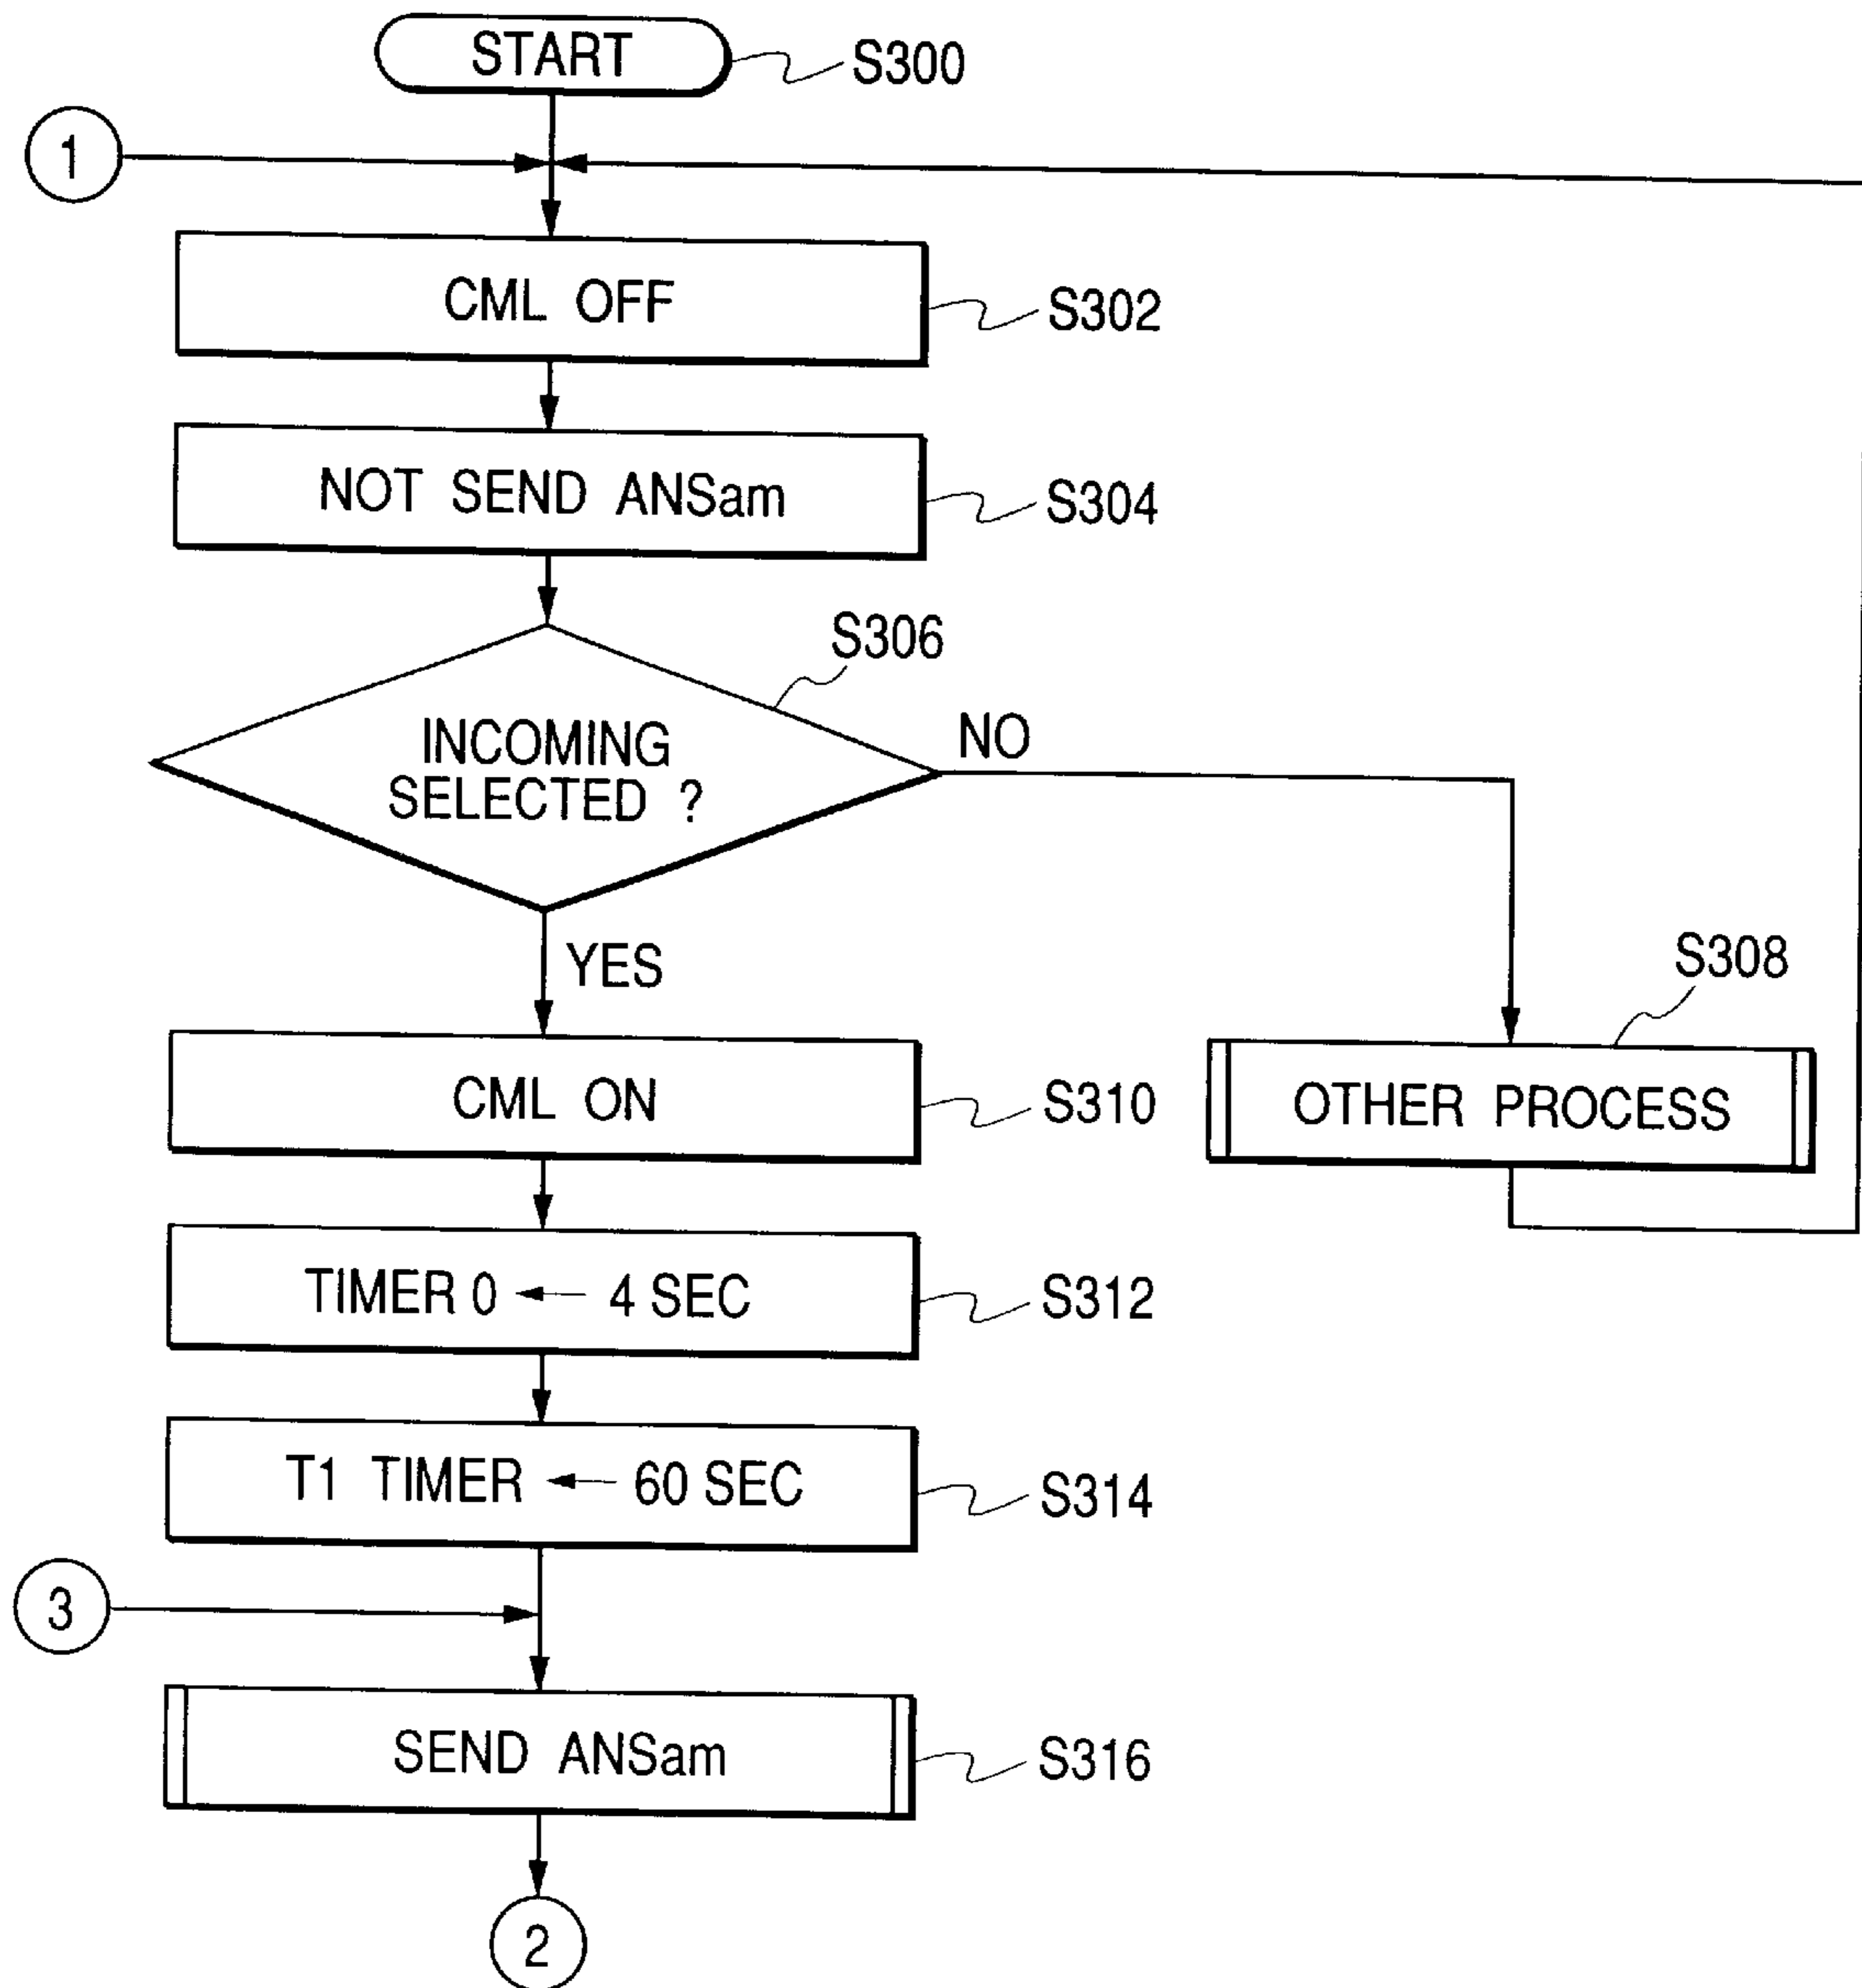 START
S300
1
CML OFF
S302
NOT SEND ANSam
S304
S306
INCOMING
SELECTED ?
NO
YES
S308
CML ON
S310
OTHER PROCESS
TIMER 0 ← 4 SEC
S312
T1 TIMER ← 60 SEC
S314
3
SEND ANSam
S316
2